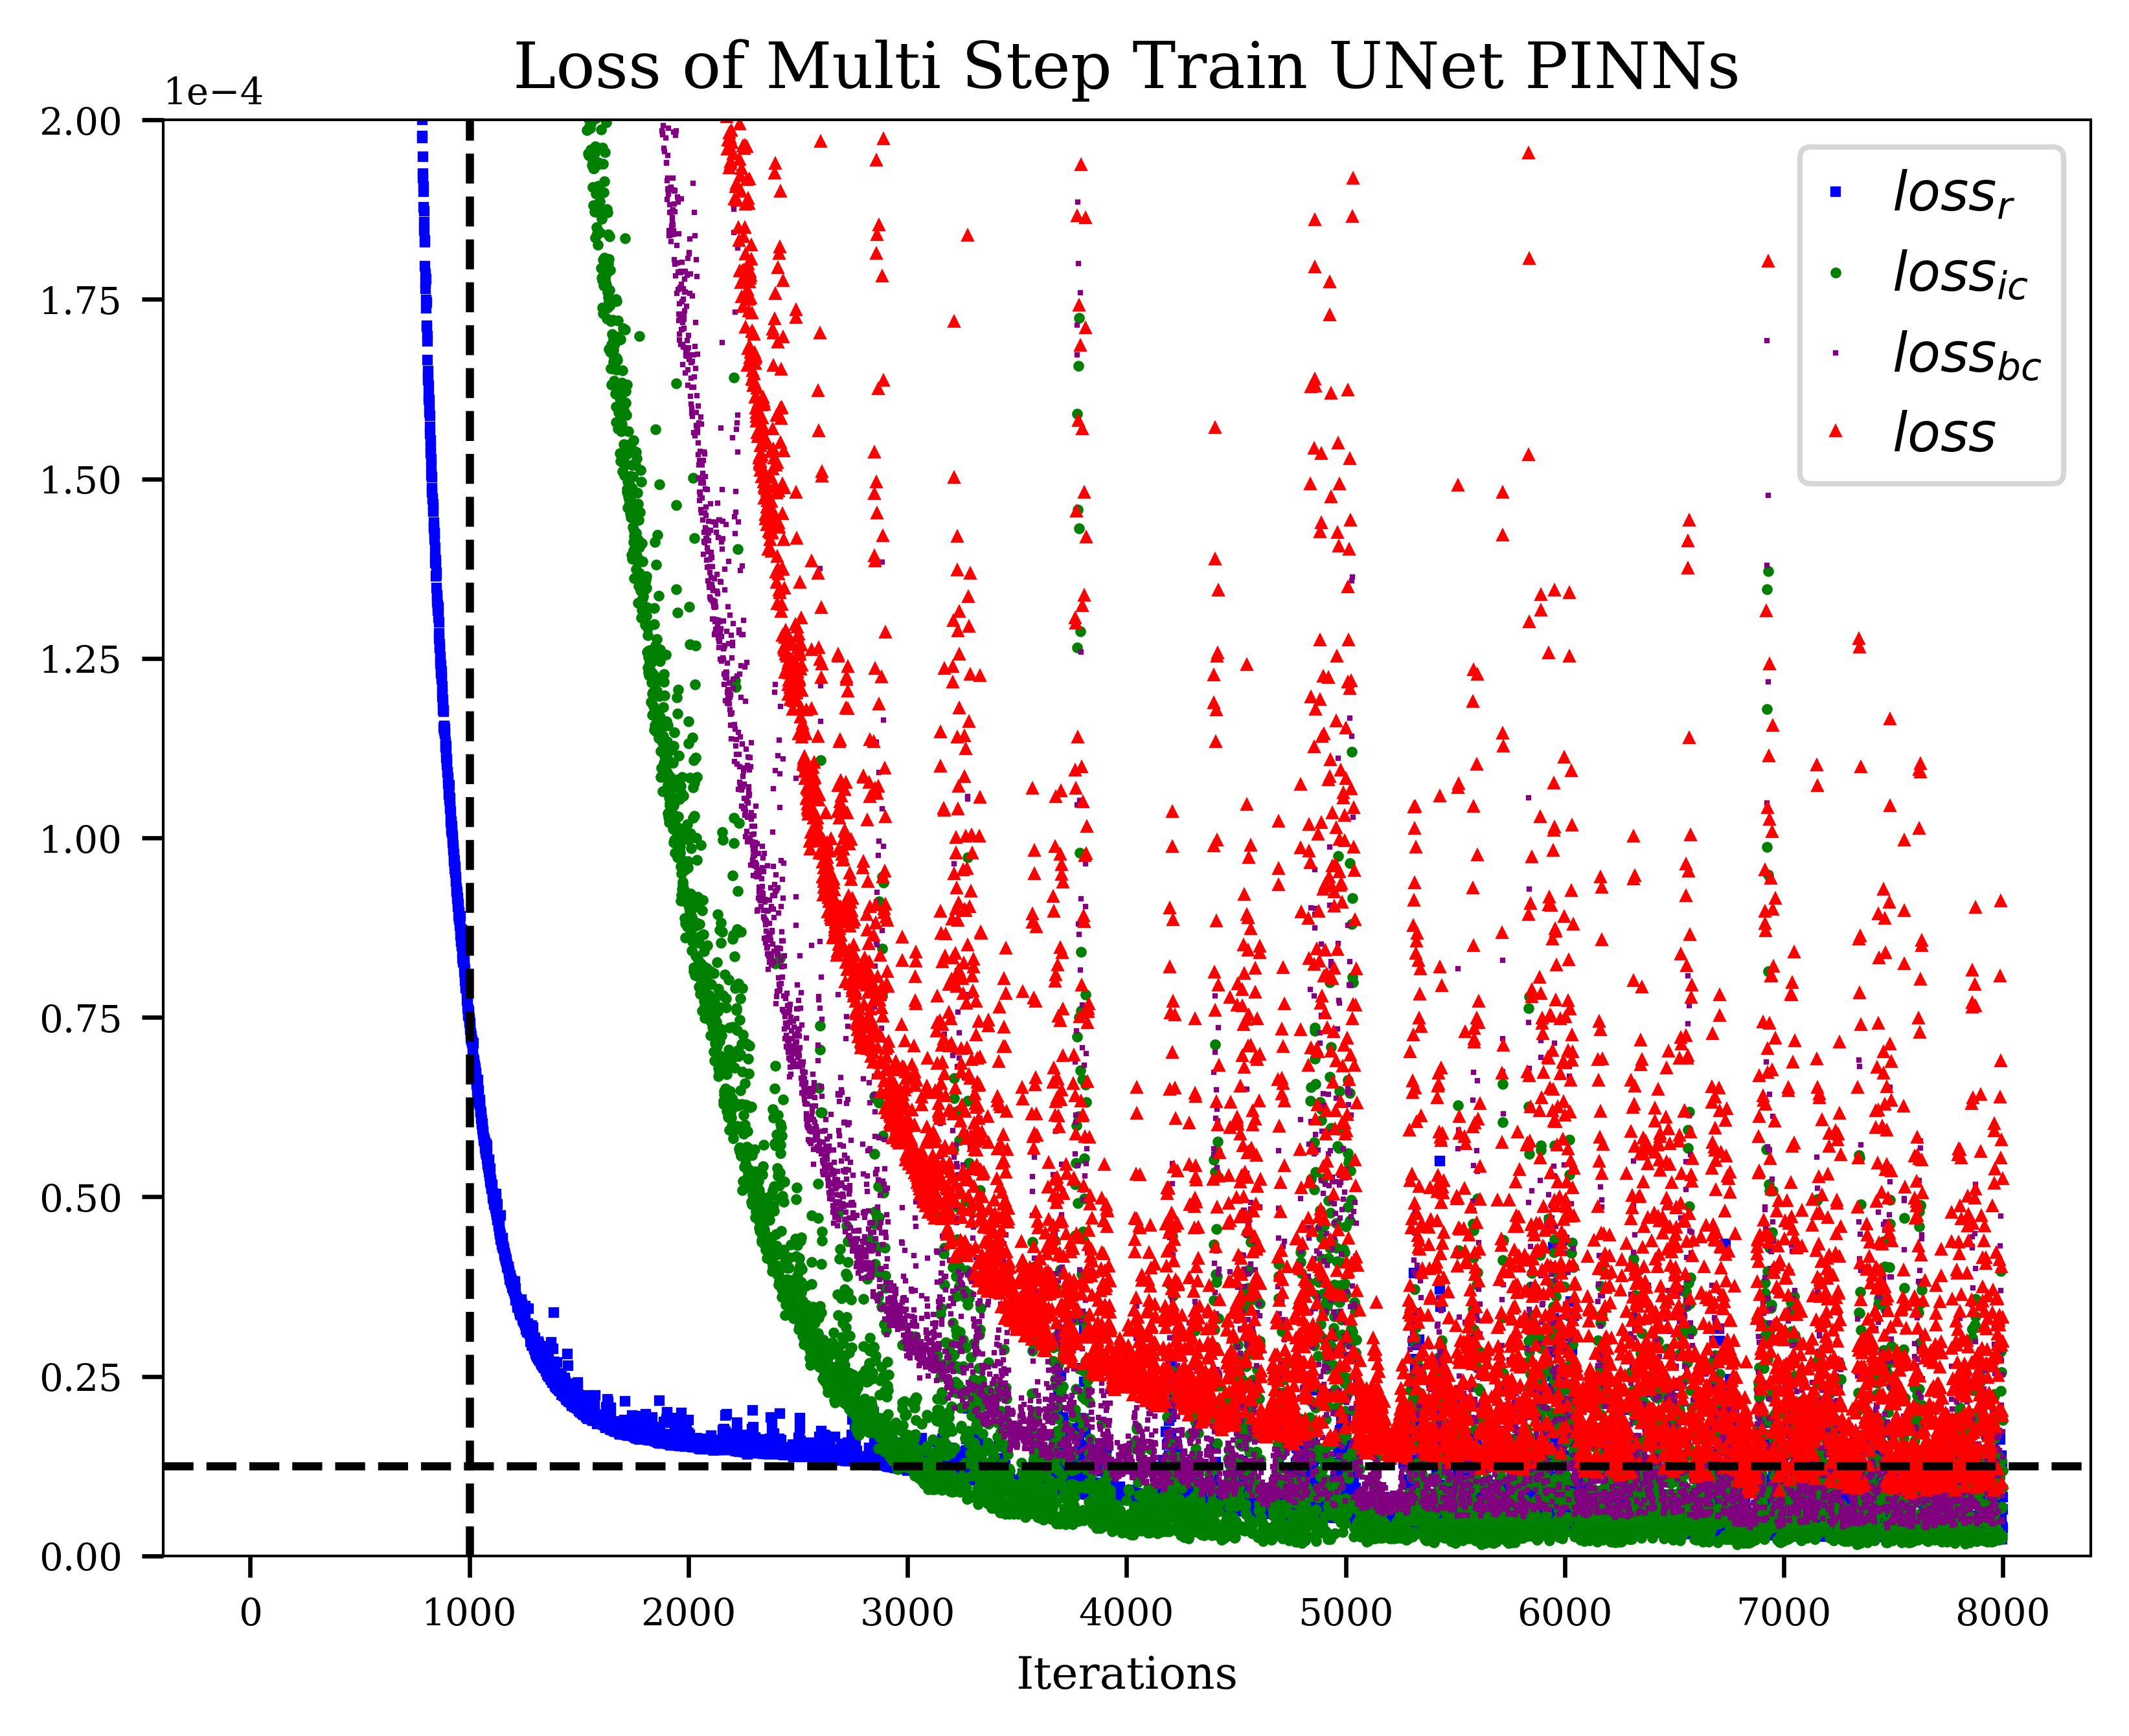 Loss of Multi Step Train UNet PINNs
1e−4
2.00
1.75
1.50
1.25
1.00
0.75
0.50
0.25
0.00
loss_r
loss_ic
loss_bc
loss
0 1000 2000 3000 4000 5000 6000 7000 8000
Iterations